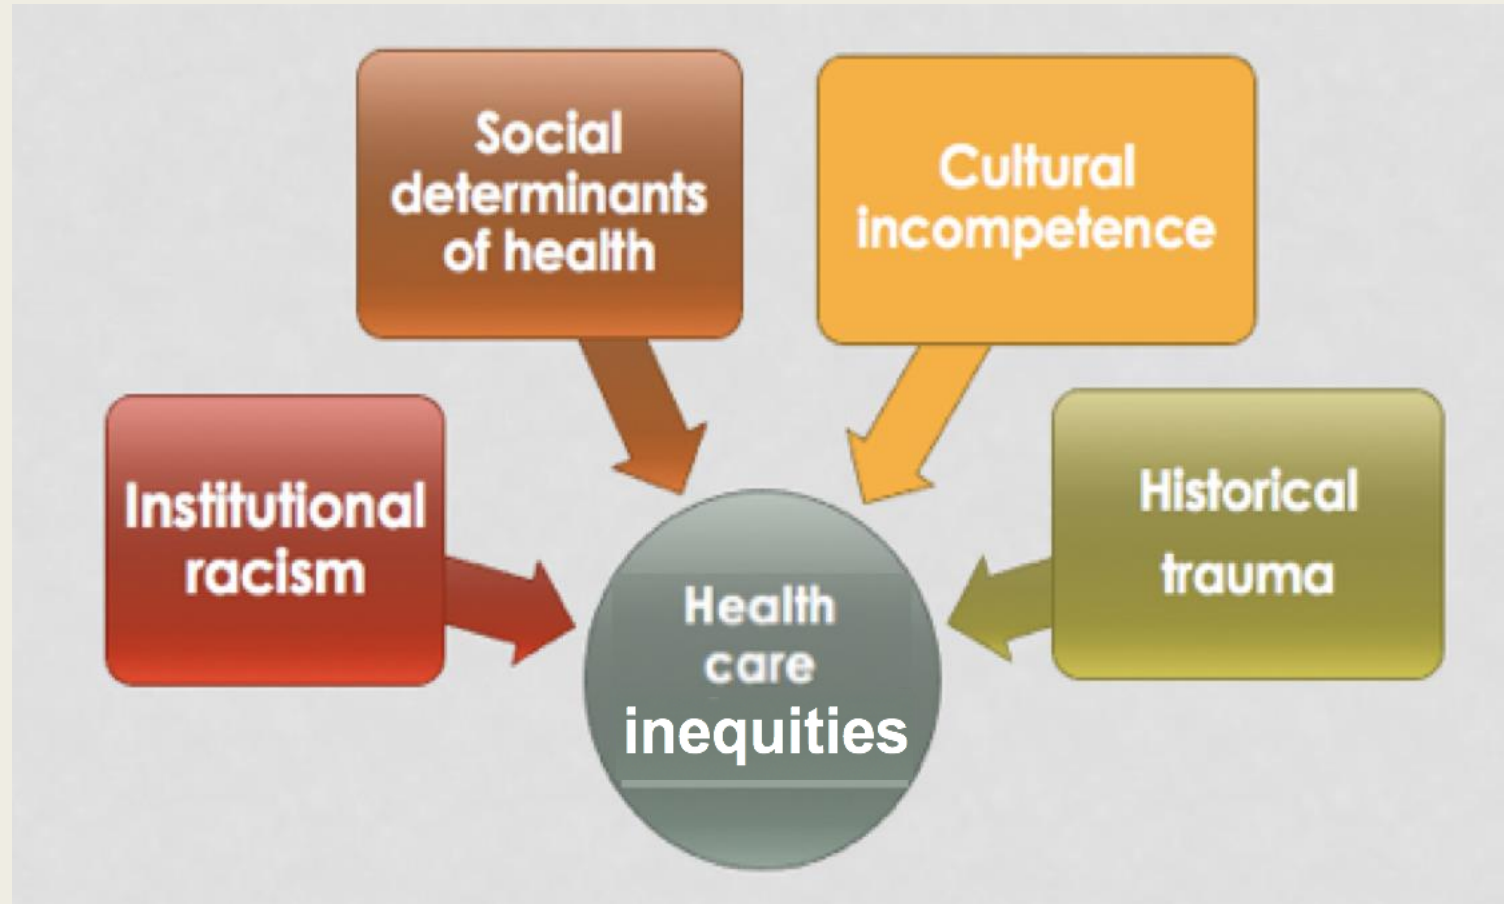 Social
determinants
of health
Cultural
incompetence
Institutional
racism
Historical
trauma
Health
care
inequities